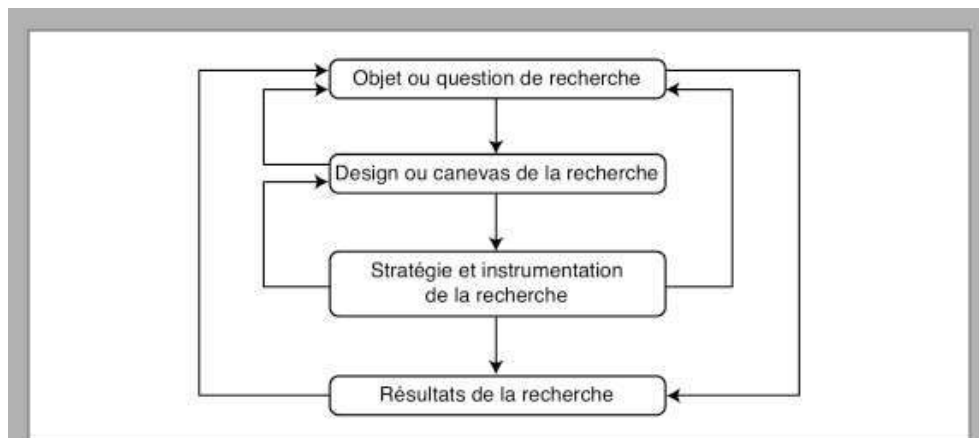 Objet ou question de recherche
Design ou canevas de la recherche
Stratégie et instrumentation
de la recherche
Résultats de la recherche